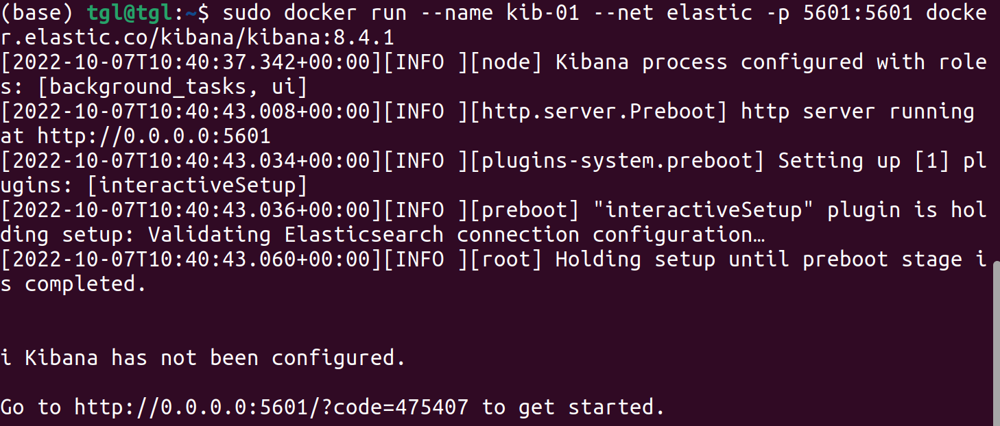 (base) tgl@tgl:~$ sudo docker run --name kib-01 --net elastic -p 5601:5601 docke
r.elastic.co/kibana/kibana:8.4.1
[2022-10-07T10:40:37.342+00:00][INFO ][node] Kibana process configured with role
s: [background_tasks, ui]
[2022-10-07T10:40:43.008+00:00][INFO ][http.server.Preboot] http server running
at http://0.0.0.0:5601
[2022-10-07T10:40:43.034+00:00][INFO ][plugins-system.preboot] Setting up [1] pl
ugins: [interactiveSetup]
[2022-10-07T10:40:43.036+00:00][INFO ][preboot] "interactiveSetup" plugin is hol
ding setup: Validating Elasticsearch connection configuration…
[2022-10-07T10:40:43.060+00:00][INFO ][root] Holding setup until preboot stage i
s completed.
i Kibana has not been configured.
Go to http://0.0.0.0:5601/?code=475407 to get started.